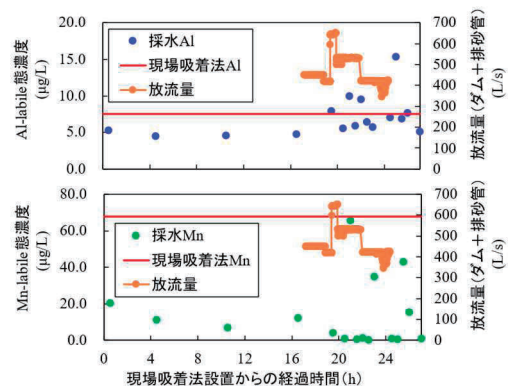 20.0
15.0
10.0
5.0
0.0
Al-labile態濃度
(μg/L)
採水Al
現場吸着法Al
放流量
700
600
500
400
300
200
100
0
放流量(ダム+排砂管)
(L/s)
80.0
60.0
40.0
20.0
0.0
Mn-labile態濃度
(μg/L)
採水Mn
現場吸着法Mn
放流量
700
600
500
400
300
200
100
0
放流量(ダム+排砂管)
(L/s)
0
4
8
12
16
20
24
現場吸着法設置からの経過時間(h)